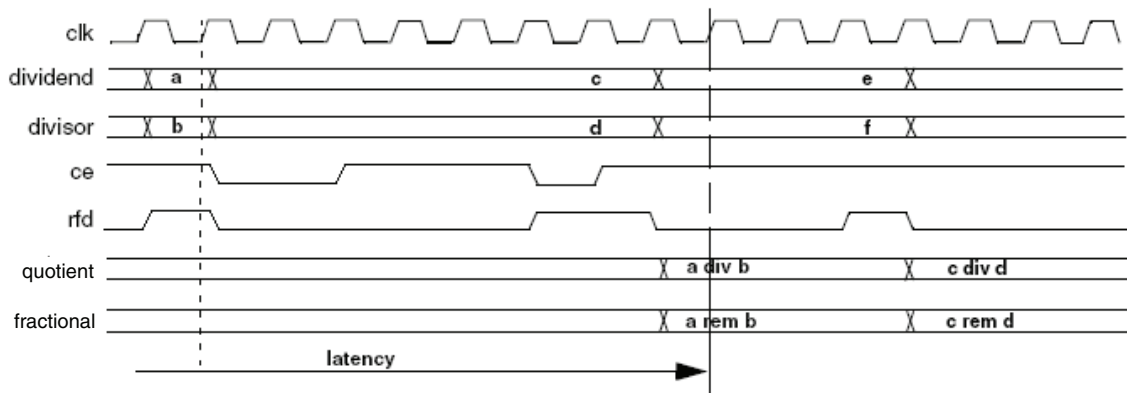 clk
dividend a c e
divisor b d f
ce
rfd
quotient a div b c div d
fractional a rem b c rem d
latency